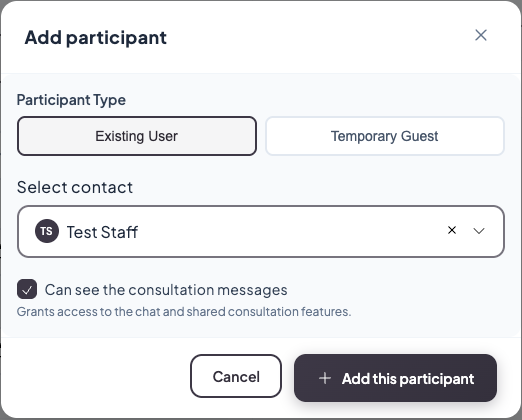 Add participant
Participant Type
Existing User
Temporary Guest
Select contact
TS Test Staff
Can see the consultation messages
Grants access to the chat and shared consultation features.
Cancel
+ Add this participant